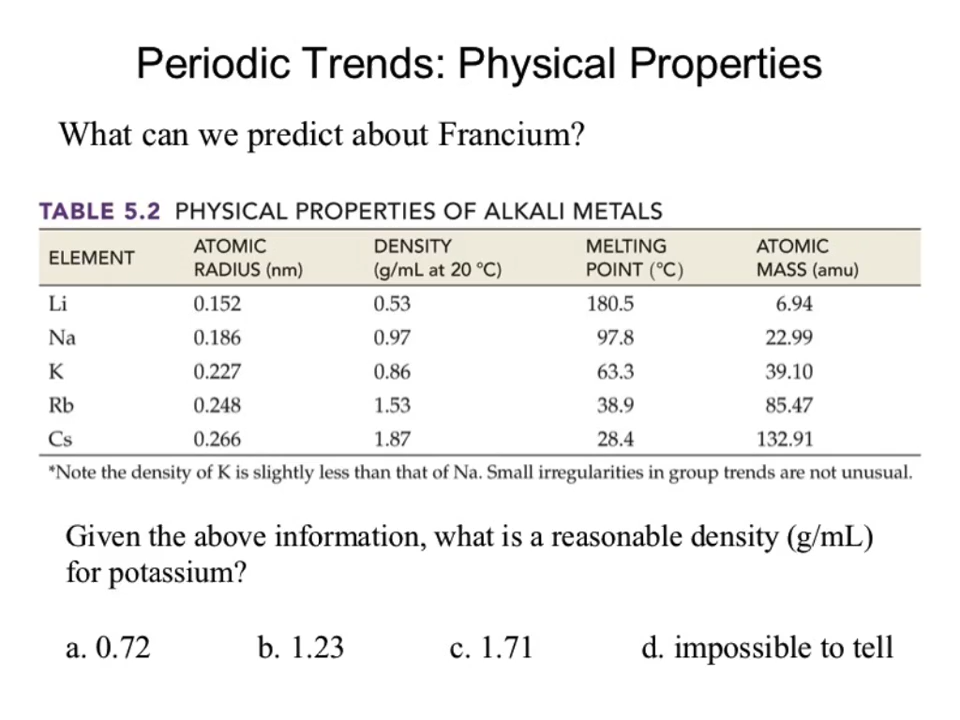 Periodic Trends: Physical Properties
What can we predict about Francium?
TABLE 5.2 PHYSICAL PROPERTIES OF ALKALI METALS
ELEMENT ATOMIC RADIUS (nm) DENSITY (g/mL at 20 °C) MELTING POINT (°C) ATOMIC MASS (amu)
Li 0.152 0.53 180.5 6.94
Na 0.186 0.97 97.8 22.99
K 0.227 0.86 63.3 39.10
Rb 0.248 1.53 38.9 85.47
Cs 0.266 1.87 28.4 132.91
*Note the density of K is slightly less than that of Na. Small irregularities in group trends are not unusual.
Given the above information, what is a reasonable density (g/mL)
for potassium?
a. 0.72 b. 1.23 c. 1.71 d. impossible to tell